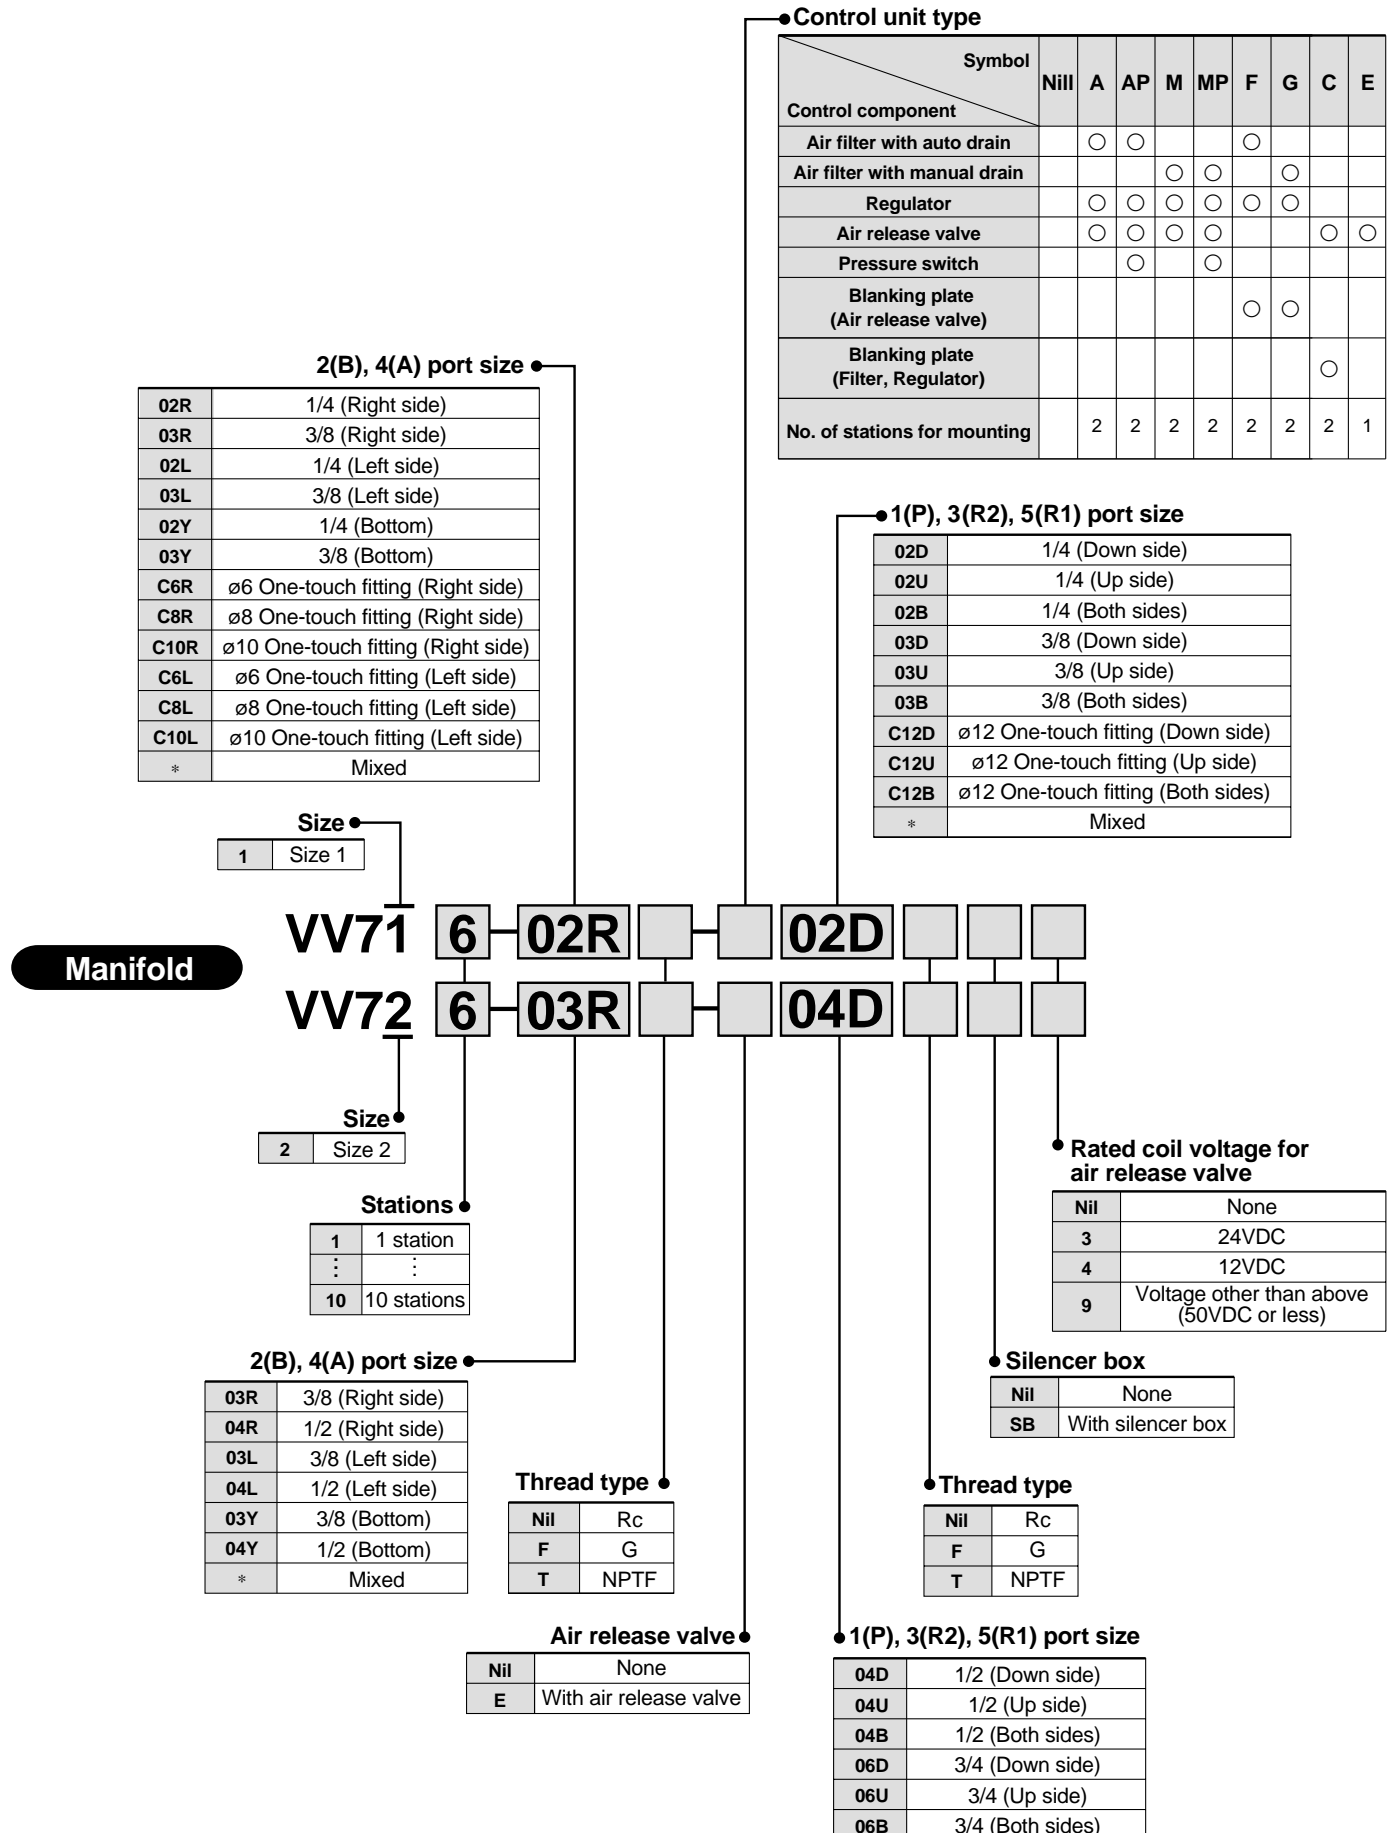 Control unit type
Symbol
Control component
Nill A AP M MP F G C E
Air filter with auto drain ○ ○ ○
Air filter with manual drain ○ ○ ○
Regulator ○ ○ ○ ○ ○ ○
Air release valve ○ ○ ○ ○ ○ ○
Pressure switch ○ ○
Blanking plate
(Air release valve) ○ ○
Blanking plate
(Filter, Regulator) ○
No. of stations for mounting 2 2 2 2 2 2 2 1
2(B), 4(A) port size
02R 1/4 (Right side)
03R 3/8 (Right side)
02L 1/4 (Left side)
03L 3/8 (Left side)
02Y 1/4 (Bottom)
03Y 3/8 (Bottom)
C6R ø6 One-touch fitting (Right side)
C8R ø8 One-touch fitting (Right side)
C10R ø10 One-touch fitting (Right side)
C6L ø6 One-touch fitting (Left side)
C8L ø8 One-touch fitting (Left side)
C10L ø10 One-touch fitting (Left side)
* Mixed
1(P), 3(R2), 5(R1) port size
02D 1/4 (Down side)
02U 1/4 (Up side)
02B 1/4 (Both sides)
03D 3/8 (Down side)
03U 3/8 (Up side)
03B 3/8 (Both sides)
C12D ø12 One-touch fitting (Down side)
C12U ø12 One-touch fitting (Up side)
C12B ø12 One-touch fitting (Both sides)
* Mixed
Size
1 Size 1
VV71 6 - 02R - 02D
Manifold
VV72 6 - 03R - 04D
Size
2 Size 2
Stations
1 1 station
⋮ ⋮
10 10 stations
2(B), 4(A) port size
03R 3/8 (Right side)
04R 1/2 (Right side)
03L 3/8 (Left side)
04L 1/2 (Left side)
03Y 3/8 (Bottom)
04Y 1/2 (Bottom)
* Mixed
Thread type
Nil Rc
F G
T NPTF
Air release valve
Nil None
E With air release valve
Rated coil voltage for
air release valve
Nil None
3 24VDC
4 12VDC
9 Voltage other than above
(50VDC or less)
Silencer box
Nil None
SB With silencer box
Thread type
Nil Rc
F G
T NPTF
1(P), 3(R2), 5(R1) port size
04D 1/2 (Down side)
04U 1/2 (Up side)
04B 1/2 (Both sides)
06D 3/4 (Down side)
06U 3/4 (Up side)
06B 3/4 (Both sides)